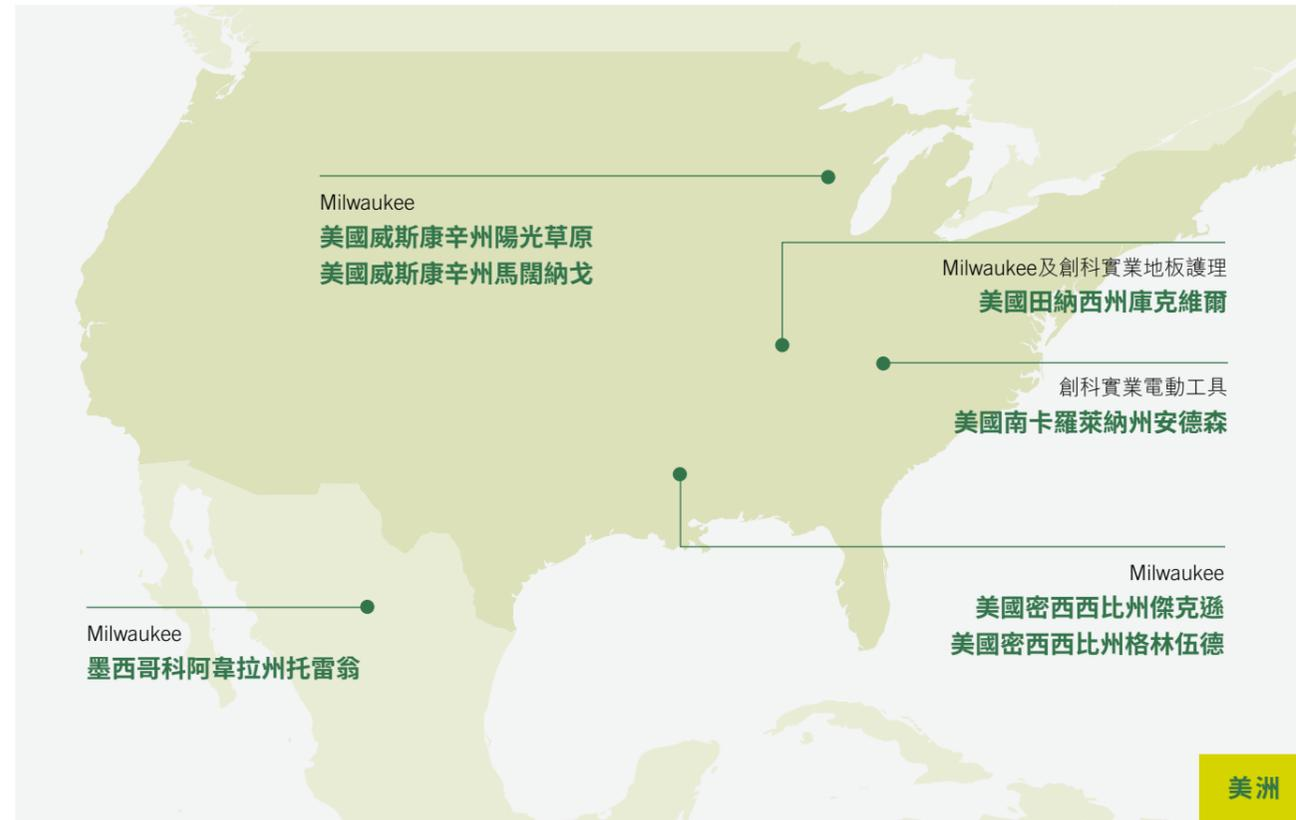 Milwaukee
美國威斯康辛州陽光草原
美國威斯康辛州馬闊納戈
Milwaukee及創科實業地板護理
美國田納西州庫克維爾
創科實業電動工具
美國南卡羅萊納州安德森
Milwaukee
美國密西西比州傑克遜
美國密西西比州格林伍德
Milwaukee
墨西哥科阿韋拉州托雷翁
美洲